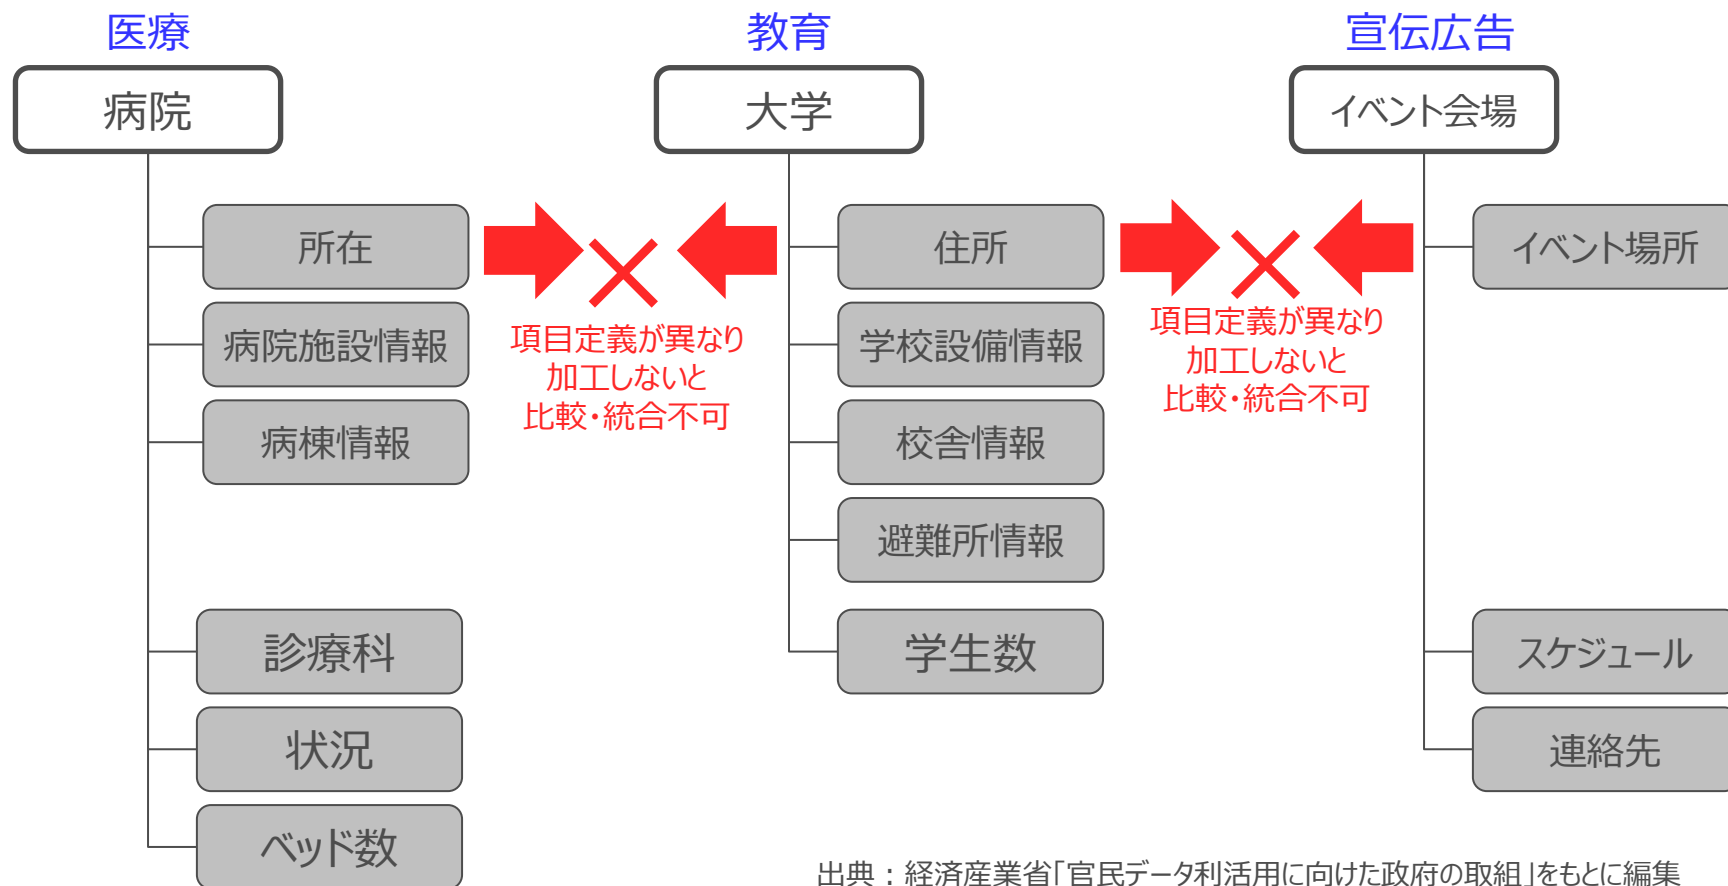 医療
病院
所在
病院施設情報
病棟情報
診療科
状況
ベッド数
項目定義が異なり
加工しないと
比較・統合不可
教育
大学
住所
学校設備情報
校舎情報
避難所情報
学生数
項目定義が異なり
加工しないと
比較・統合不可
宣伝広告
イベント会場
イベント場所
スケジュール
連絡先
出典：経済産業省「官民データ利活用に向けた政府の取組」をもとに編集